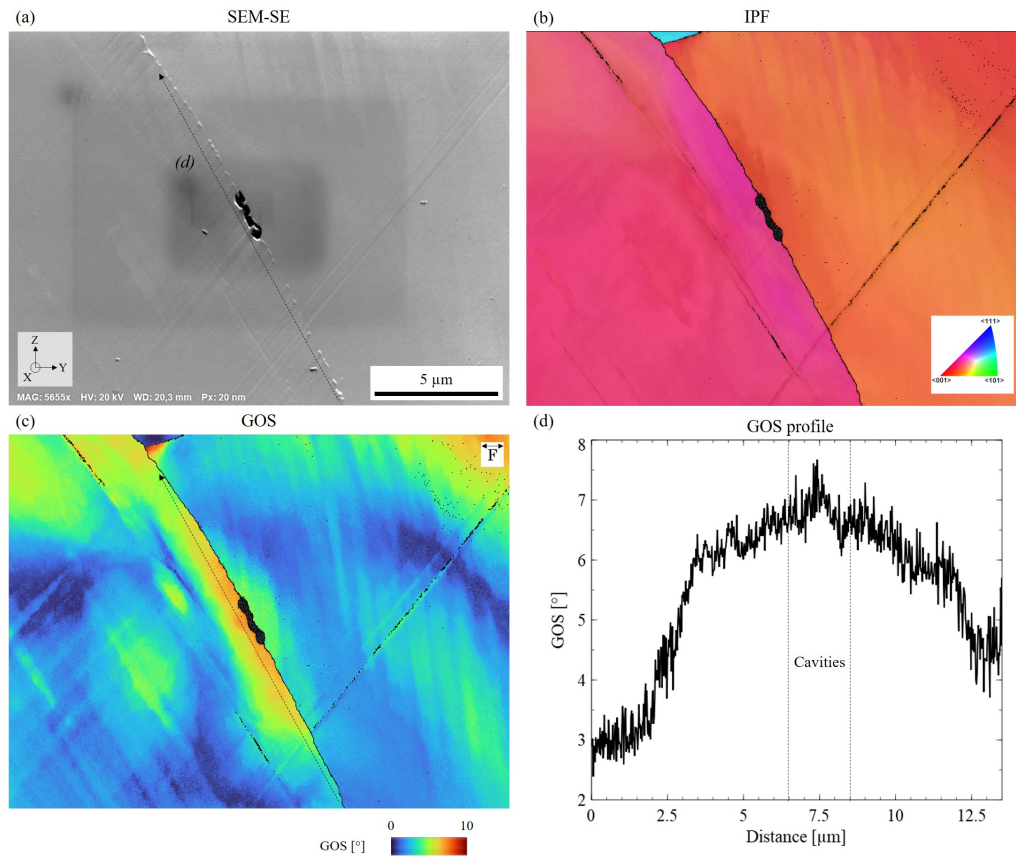 (a)
SEM-SE
(d)
Z
Y
X
5 µm
MAG: 5655x HV: 20 kV WD: 20,3 mm Px: 20 nm
(b)
IPF
<111>
<001>
<101>
(c)
GOS
F
GOS [°]
0
10
(d)
GOS profile
8
7
6
5
4
3
2
GOS [°]
Cavities
0
2.5
5
7.5
10
12.5
Distance [µm]